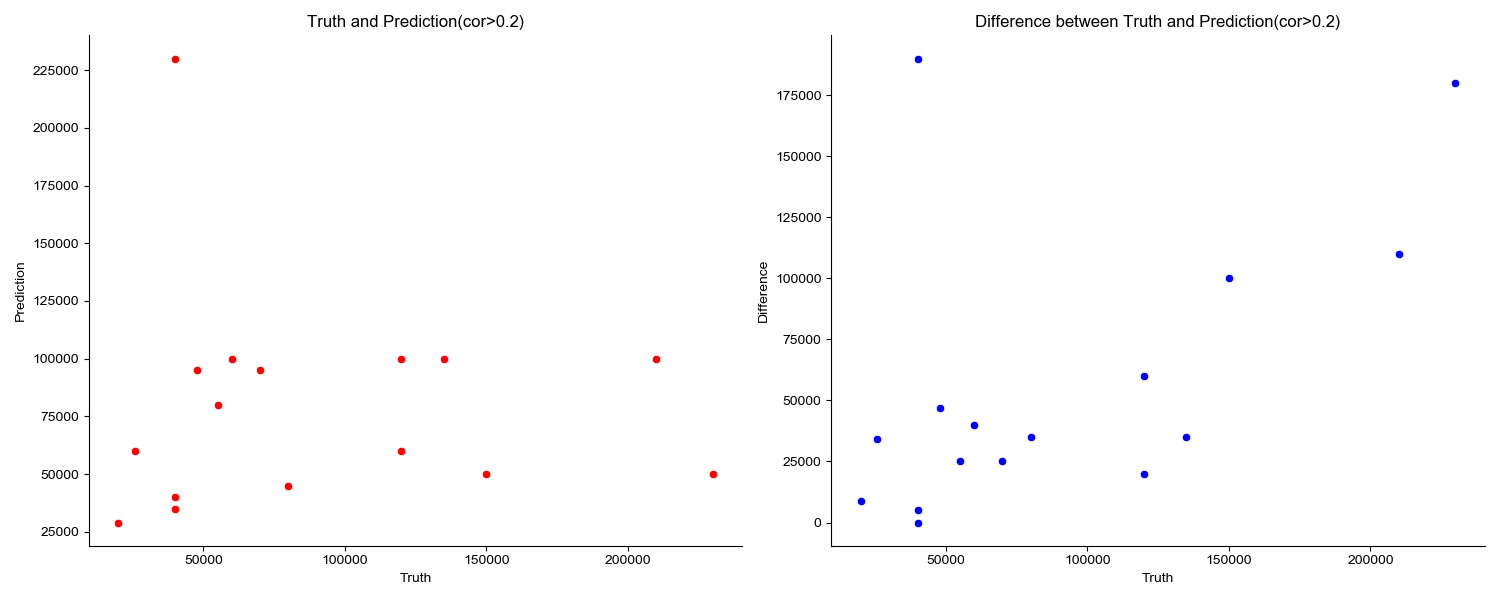 Truth and Prediction(cor>0.2)
225000
200000
175000
150000
125000
100000
75000
50000
25000
Prediction
50000 100000 150000 200000
Truth
Difference between Truth and Prediction(cor>0.2)
175000
150000
125000
100000
75000
50000
25000
0
Difference
50000 100000 150000 200000
Truth